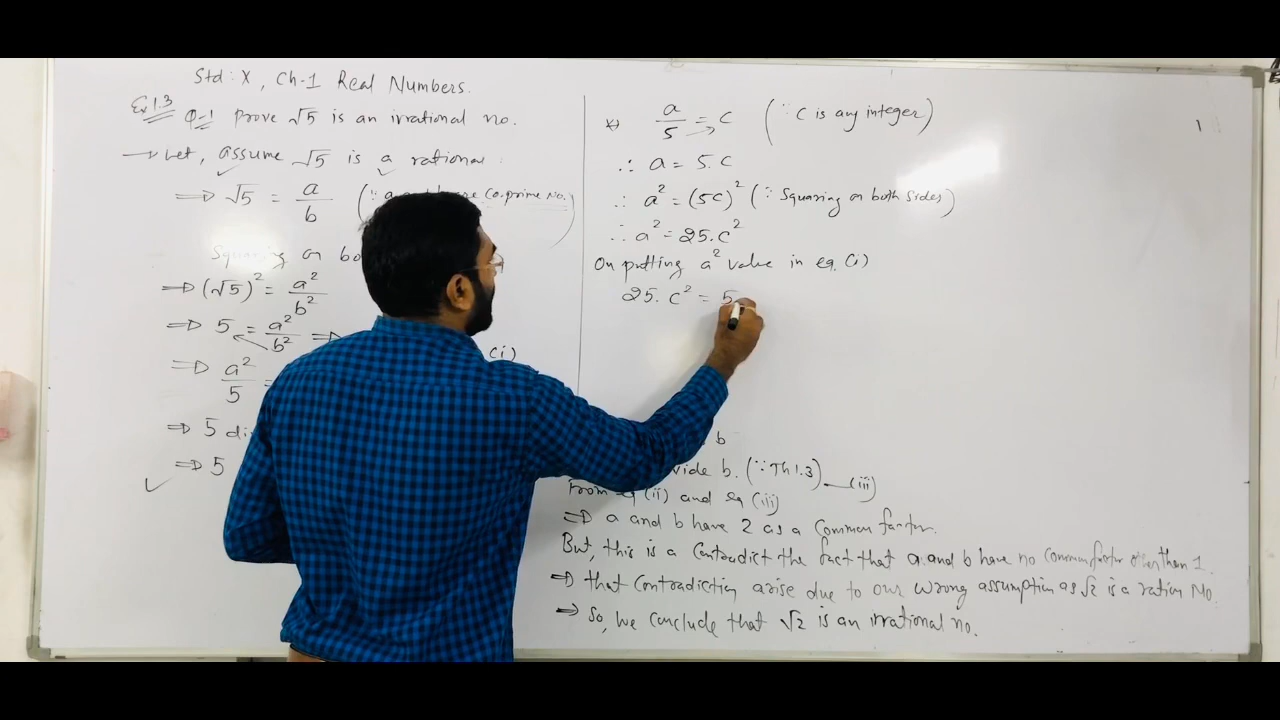 Std : X , Ch-1 Real Numbers.
Ex 1.3 Q-1 prove √5 is an irrational no.
→ Let, assume √5 is a rational :
⇒ √5 = a/b (∵ a Co.prime No.)
Squaring on bo
⇒ (√5)² = a²/b²
⇒ 5 = a²/b² ⇒ (i)
⇒ a²/5 =
⇒ 5 di
⇒ 5
a/5 = c (∵ C is any integer)
∴ a = 5.c
∴ a² = (5c)² (∵ Squaring on both sides)
∴ a² = 25.c²
On putting a² value in eq. (i)
25. c² = 5
b
vide b. (∵ Th 1.3) — (iii)
From eq (ii) and eq (iii)
⇒ a and b have 2 as a Common factor.
But, this is a Contradict the fact that a and b have no common factor other than 1.
⇒ that Contradiction arise due to our wrong assumption as √2 is a ration No.
⇒ So, we conclude that √2 is an irrational no.